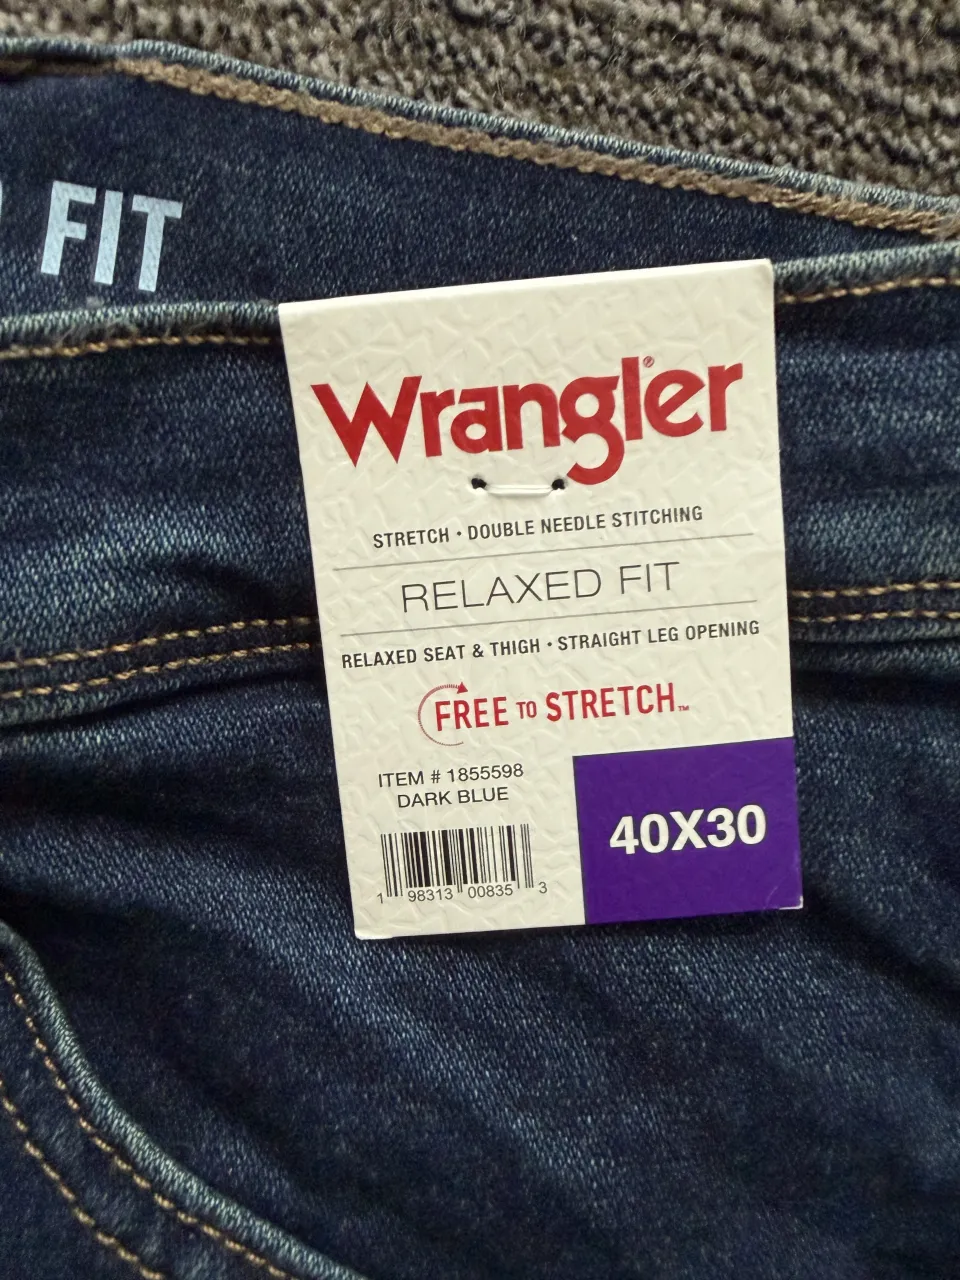 FIT
Wrangler®
STRETCH • DOUBLE NEEDLE STITCHING
RELAXED FIT
RELAXED SEAT & THIGH • STRAIGHT LEG OPENING
FREE TO STRETCH™
ITEM # 1855598
DARK BLUE
40X30
1 98313 00835 3